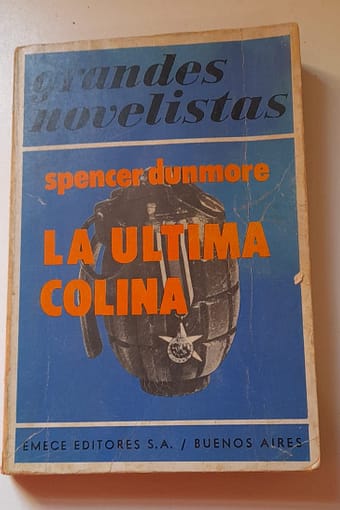 grandes
novelistas
spencer dunmore
LA ULTIMA
COLINA
EMECE EDITORES S.A. / BUENOS AIRES